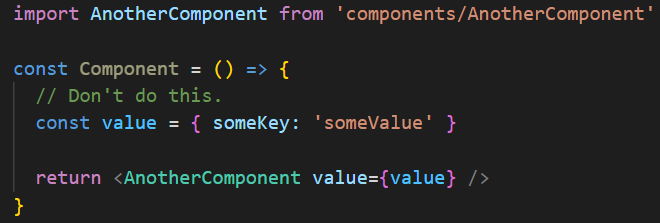 import AnotherComponent from 'components/AnotherComponent'
const Component = () => {
// Don't do this.
const value = { someKey: 'someValue' }
return <AnotherComponent value={value} />
}